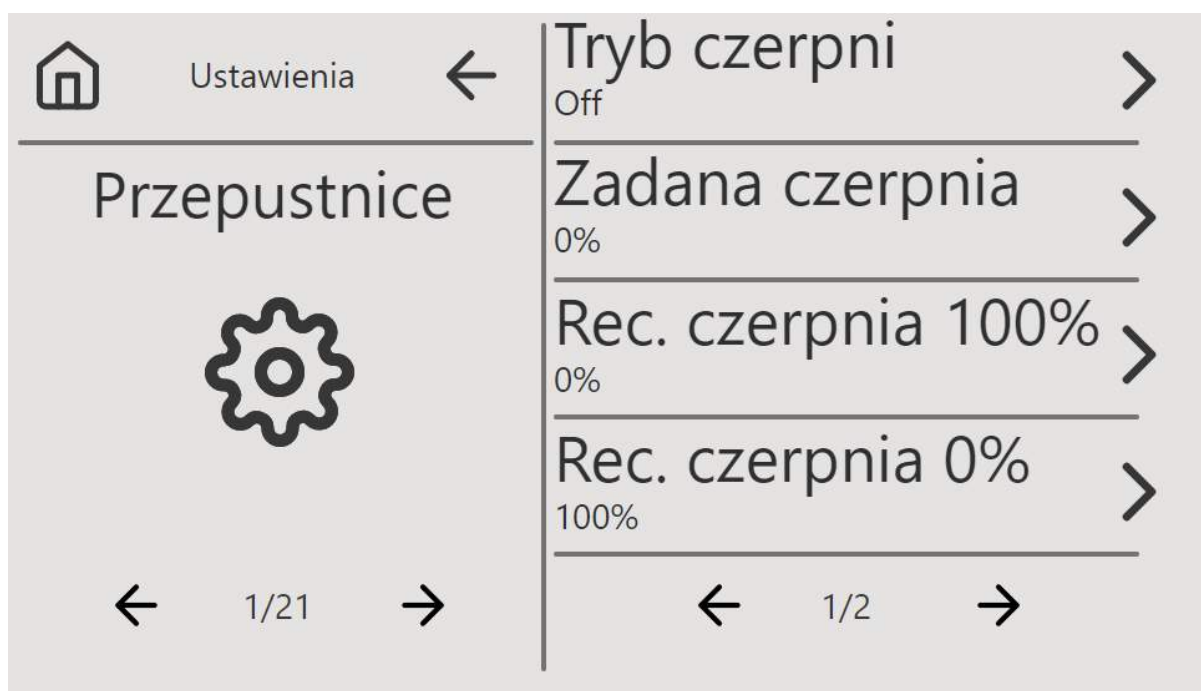 Ustawienia
Przepustnice
1/21
Tryb czerpni
Off
Zadana czerpnia
0%
Rec. czerpnia 100%
0%
Rec. czerpnia 0%
100%
1/2